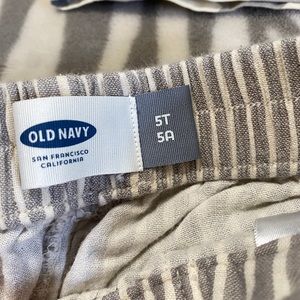 OLD NAVY
SAN FRANCISCO
CALIFORNIA
5T
5A